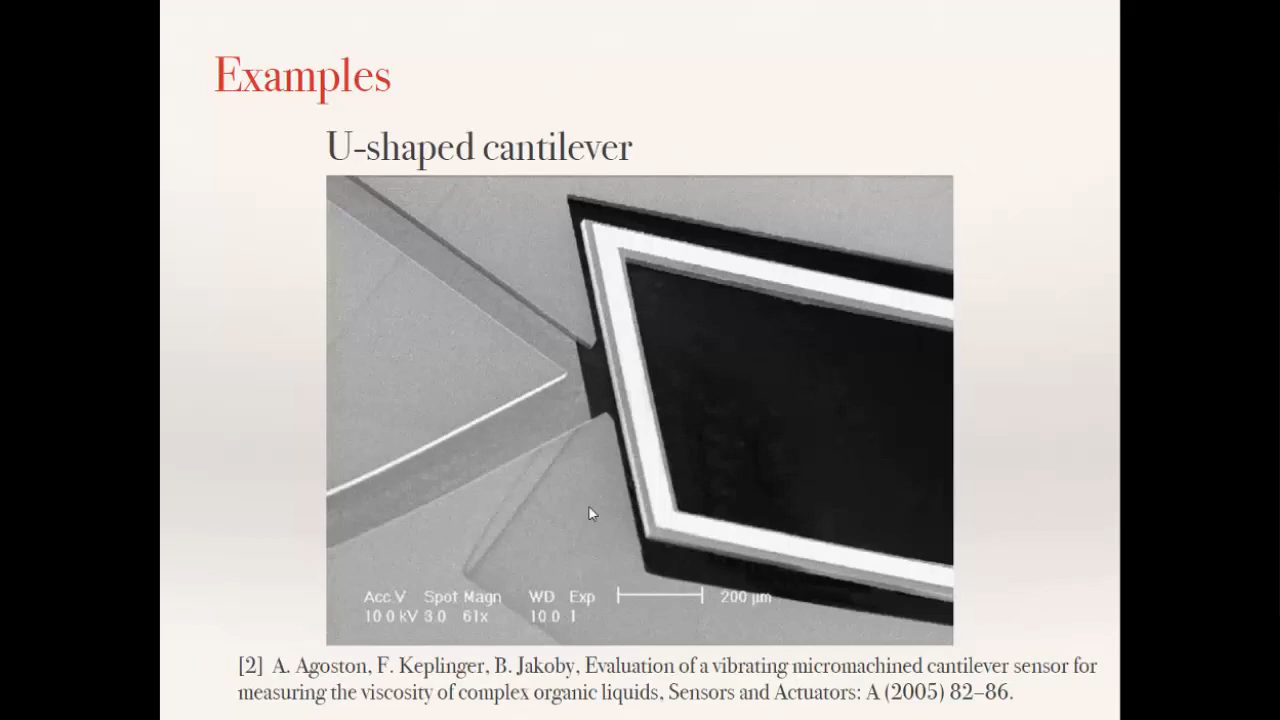 Examples
U-shaped cantilever
Acc.V Spot Magn WD Exp 200 µm
10.0 kV 3.0 61x 10.0 1
[2] A. Agoston, F. Keplinger, B. Jakoby, Evaluation of a vibrating micromachined cantilever sensor for
measuring the viscosity of complex organic liquids, Sensors and Actuators: A (2005) 82–86.